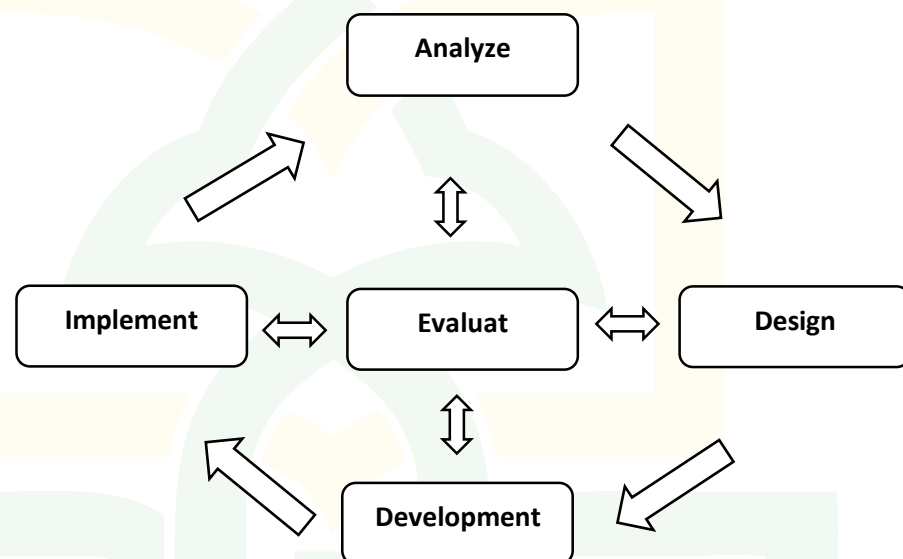 Analyze
Implement
Evaluat
Design
Development